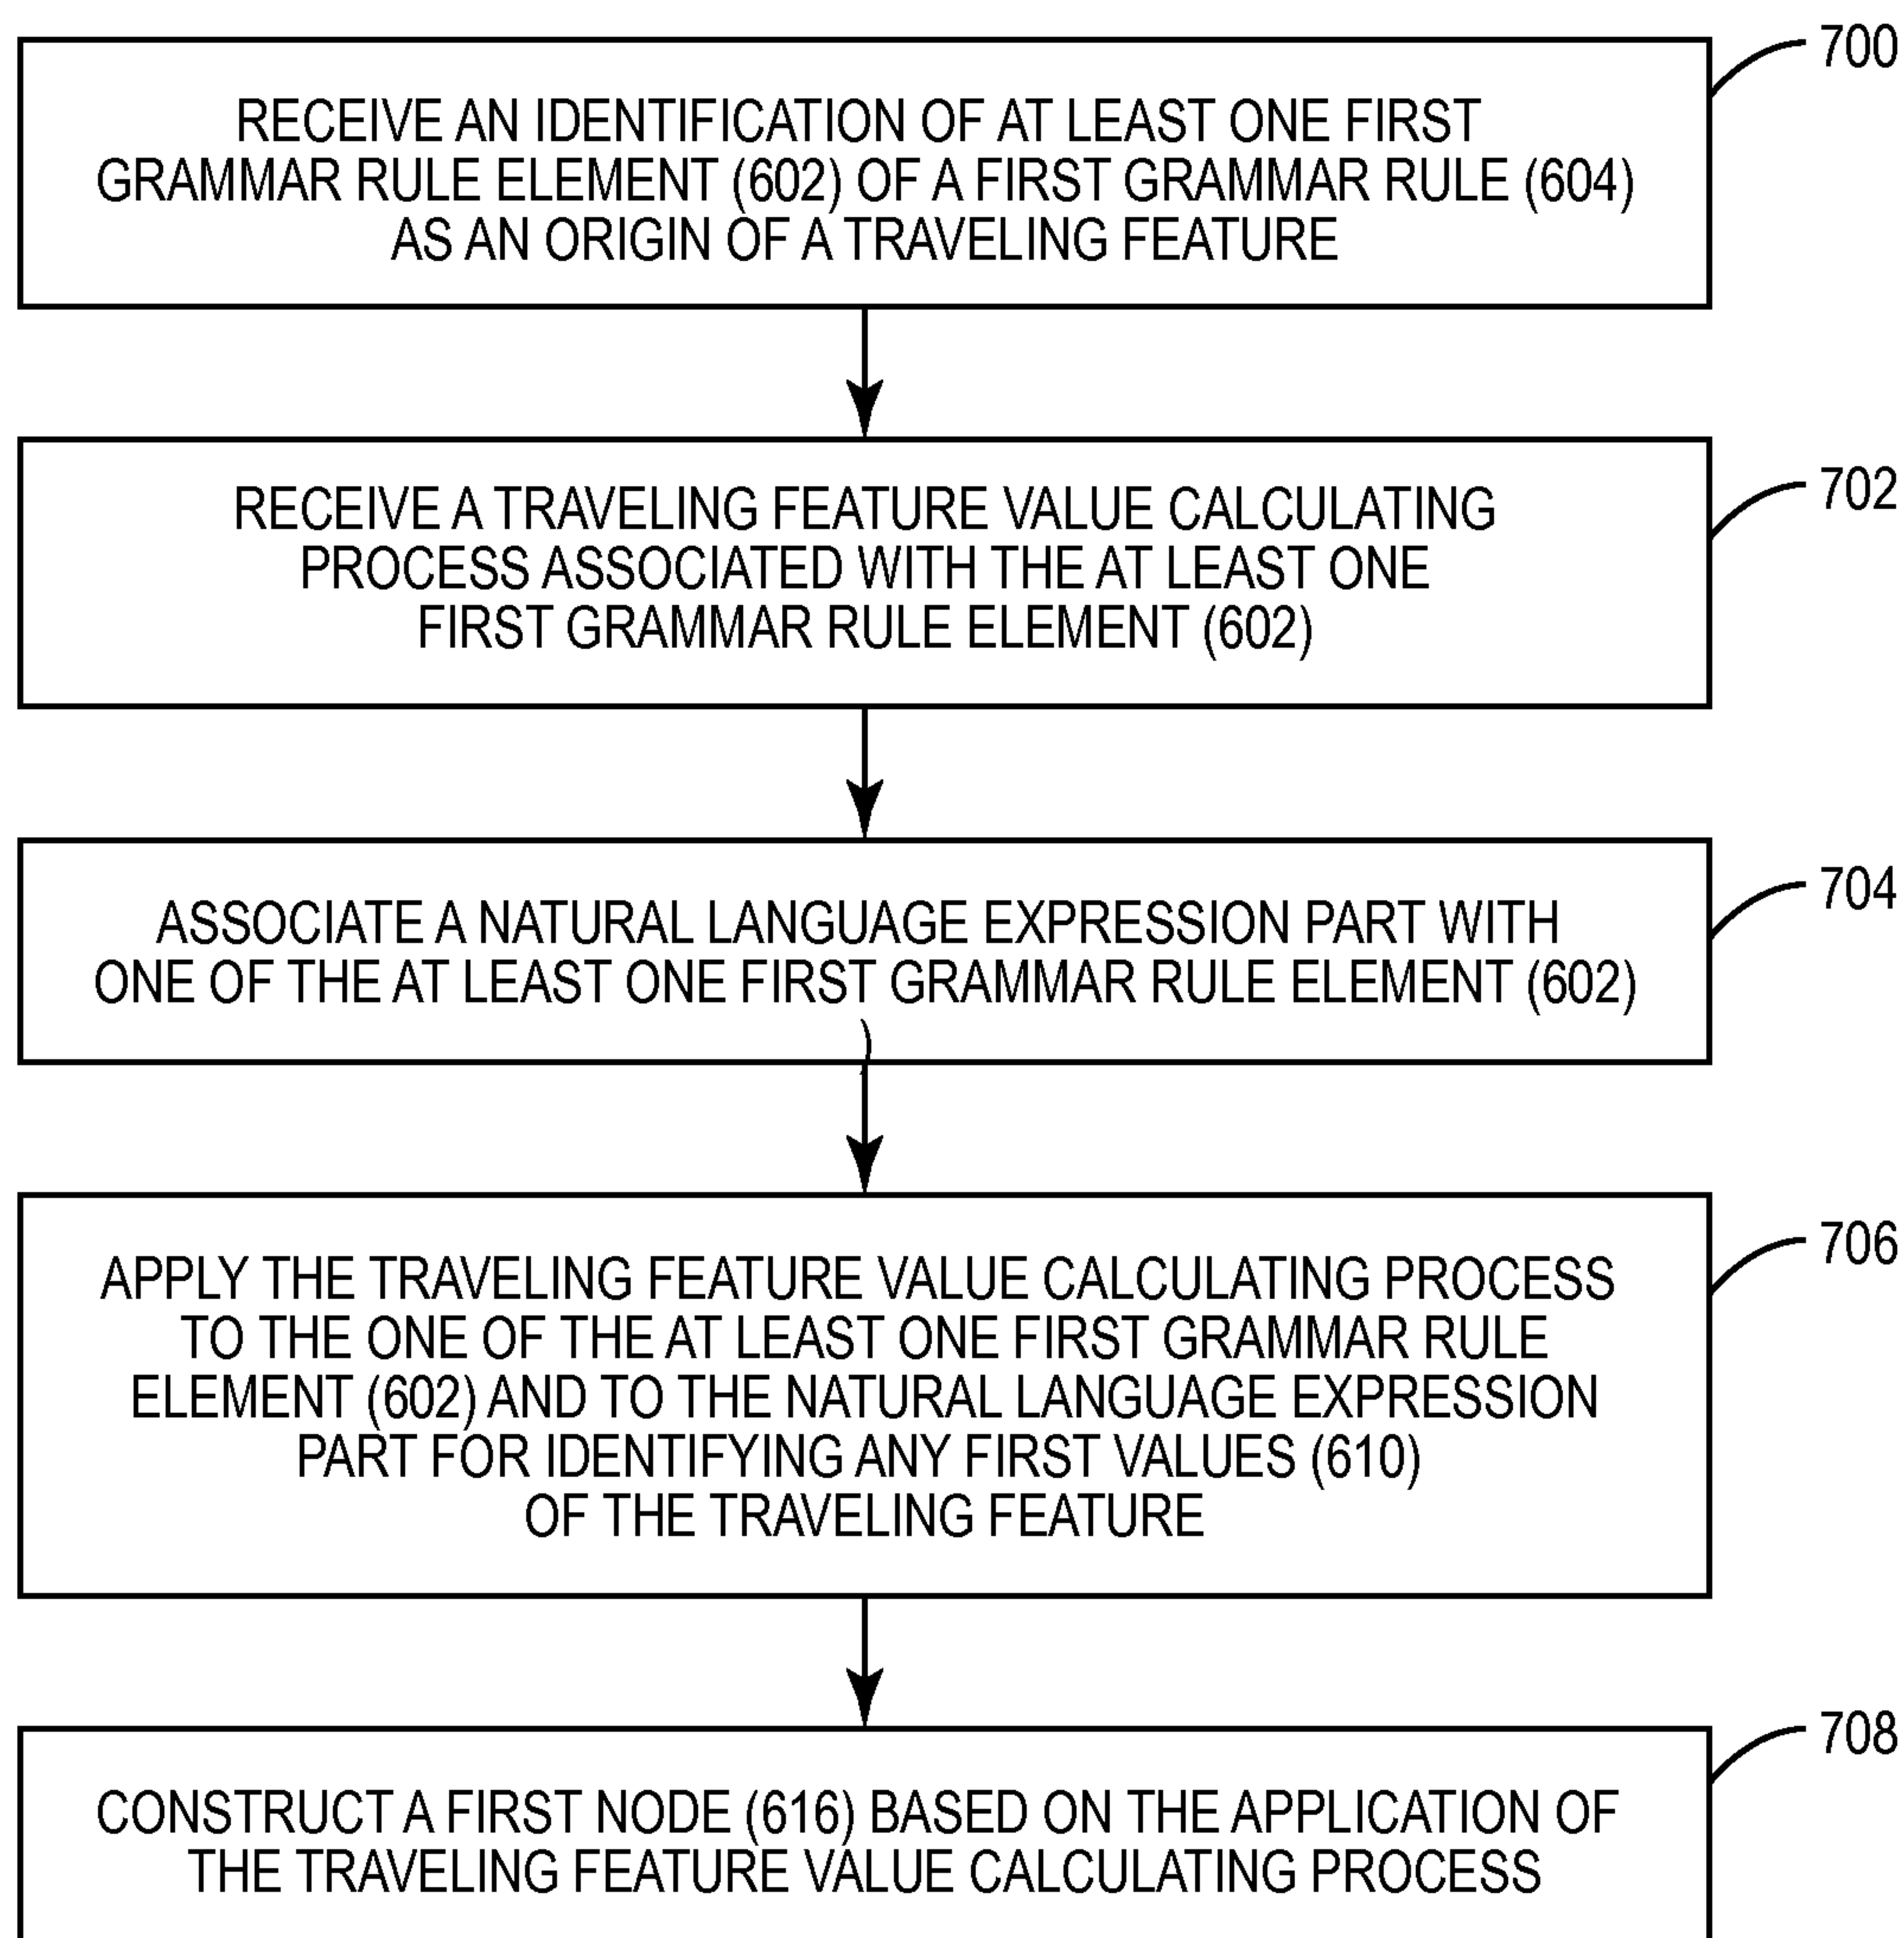 700
RECEIVE AN IDENTIFICATION OF AT LEAST ONE FIRST
GRAMMAR RULE ELEMENT (602) OF A FIRST GRAMMAR RULE (604)
AS AN ORIGIN OF A TRAVELING FEATURE
702
RECEIVE A TRAVELING FEATURE VALUE CALCULATING
PROCESS ASSOCIATED WITH THE AT LEAST ONE
FIRST GRAMMAR RULE ELEMENT (602)
704
ASSOCIATE A NATURAL LANGUAGE EXPRESSION PART WITH
ONE OF THE AT LEAST ONE FIRST GRAMMAR RULE ELEMENT (602)
706
APPLY THE TRAVELING FEATURE VALUE CALCULATING PROCESS
TO THE ONE OF THE AT LEAST ONE FIRST GRAMMAR RULE
ELEMENT (602) AND TO THE NATURAL LANGUAGE EXPRESSION
PART FOR IDENTIFYING ANY FIRST VALUES (610)
OF THE TRAVELING FEATURE
708
CONSTRUCT A FIRST NODE (616) BASED ON THE APPLICATION OF
THE TRAVELING FEATURE VALUE CALCULATING PROCESS